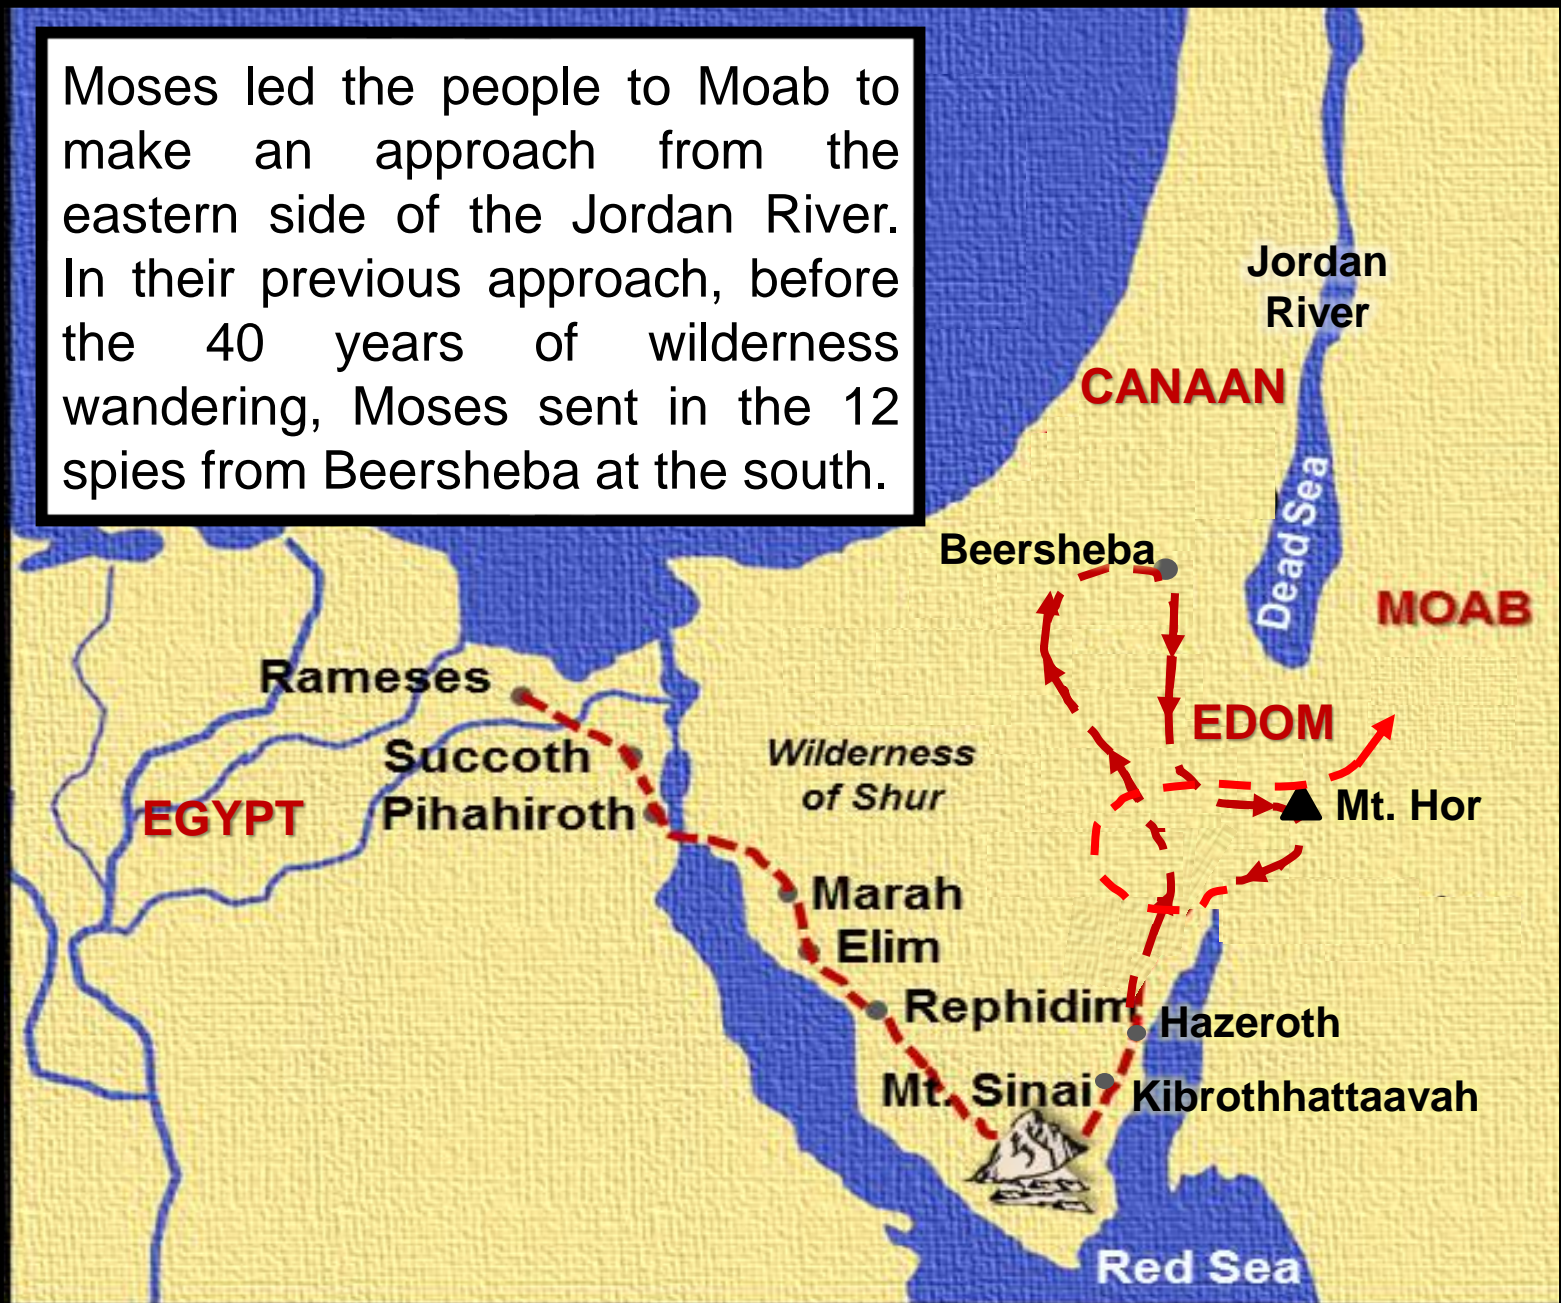 Moses led the people to Moab to
make an approach from the
eastern side of the Jordan River.
In their previous approach, before
the 40 years of wilderness
wandering, Moses sent in the 12
spies from Beersheba at the south.
Jordan
River
CANAAN
Dead Sea
Beersheba
MOAB
Rameses
EDOM
Succoth
Wilderness
of Shur
Pihahiroth
EGYPT
Mt. Hor
Marah
Elim
Rephidim
Hazeroth
Mt. Sinai
Kibrothhattaavah
Red Sea